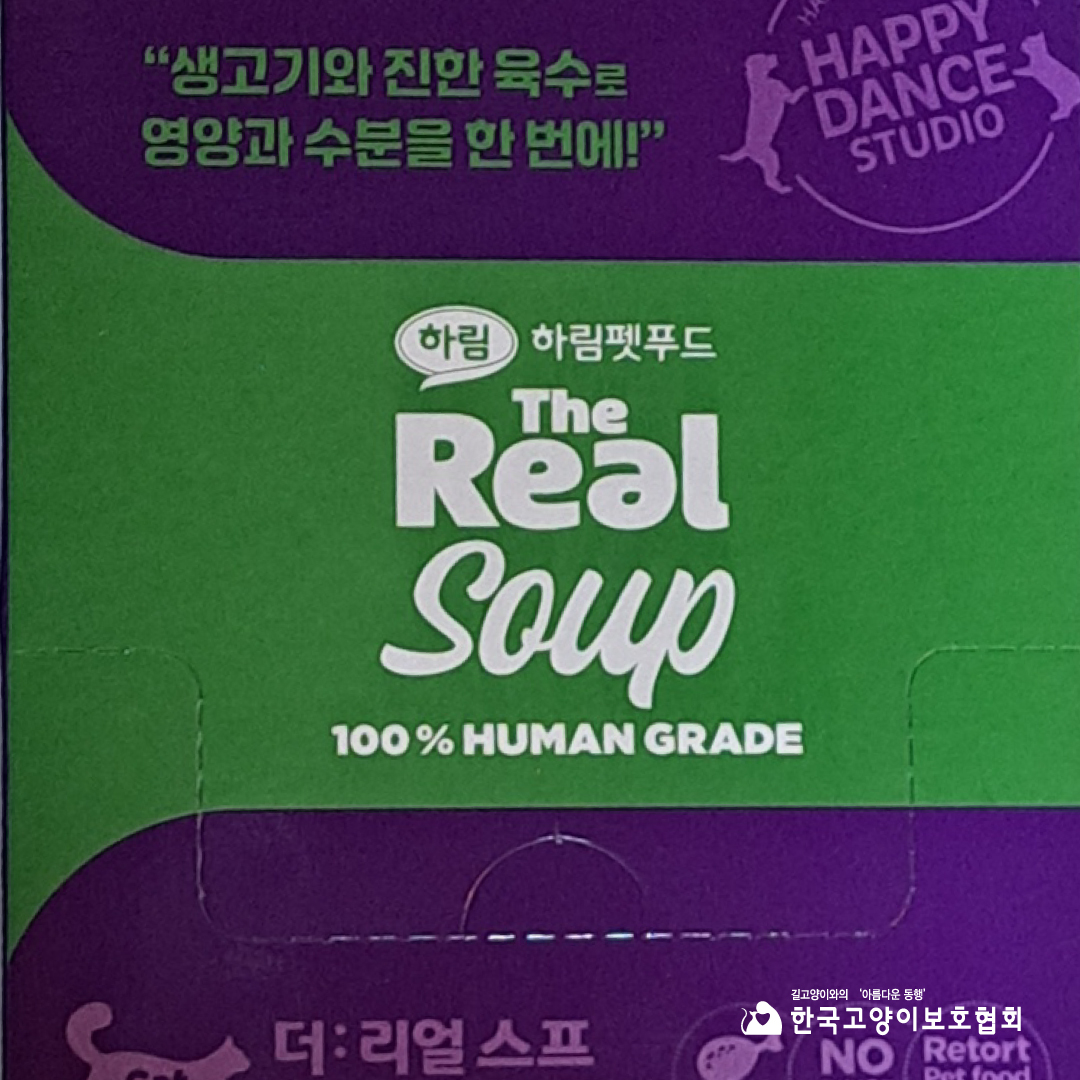 “생고기와 진한 육수로
영양과 수분을 한 번에!”
HAPPY
DANCE
STUDIO
하림 하림펫푸드
The
Real
Soup
100% HUMAN GRADE
길고양이와의 '아름다운 동행'
한국고양이보호협회
더:리얼 스프
Cat
NO
Retort
Pet food